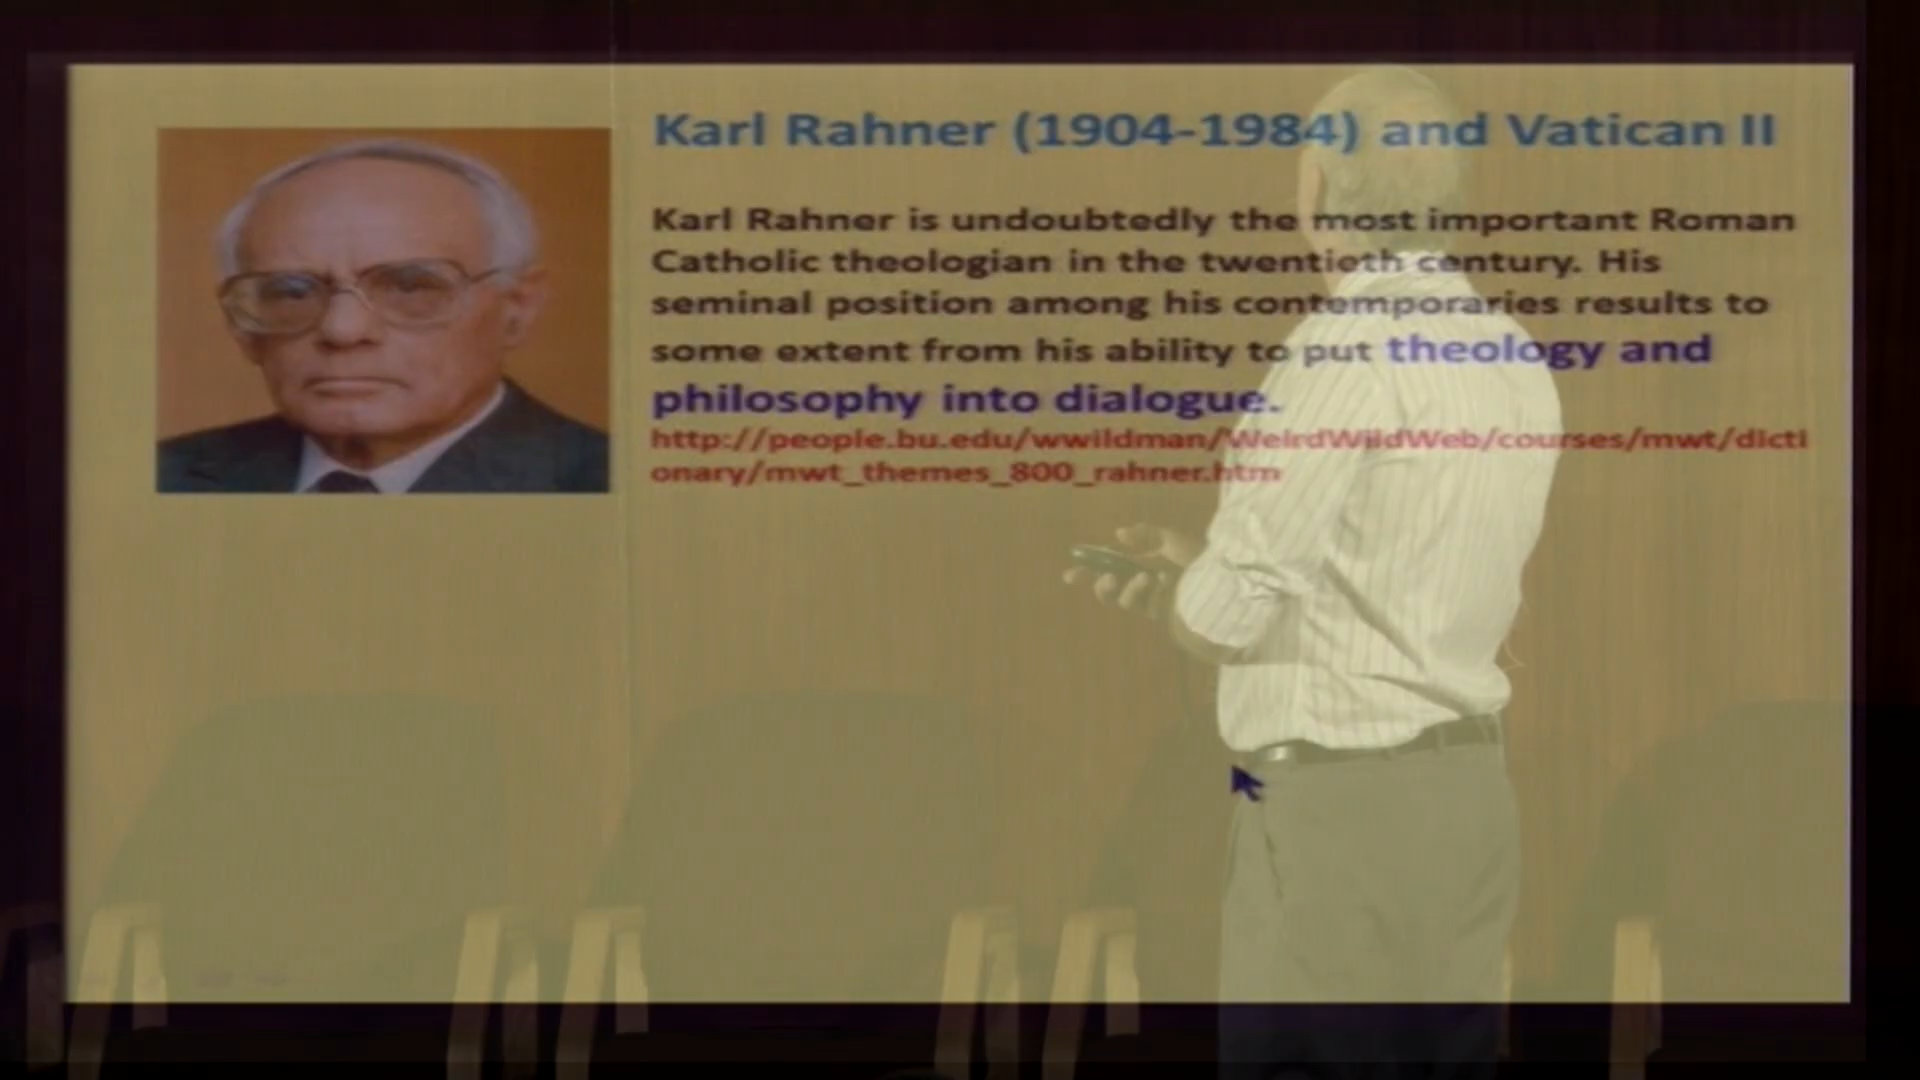 Karl Rahner (1904-1984) and Vatican II
Karl Rahner is undoubtedly the most important Roman
Catholic theologian in the twentieth century. His
seminal position among his contemporaries results to
some extent from his ability to put theology and
philosophy into dialogue.
http://people.bu.edu/wwildman/WeirdWildWeb/courses/mwt/dicti
onary/mwt_themes_800_rahner.htm